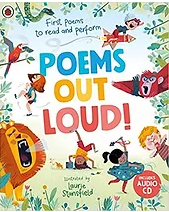 First poems
to read and perform
POEMS
OUT
LOUD!
Illustrated by
Laurie Stansfield
INCLUDES
AUDIO
CD